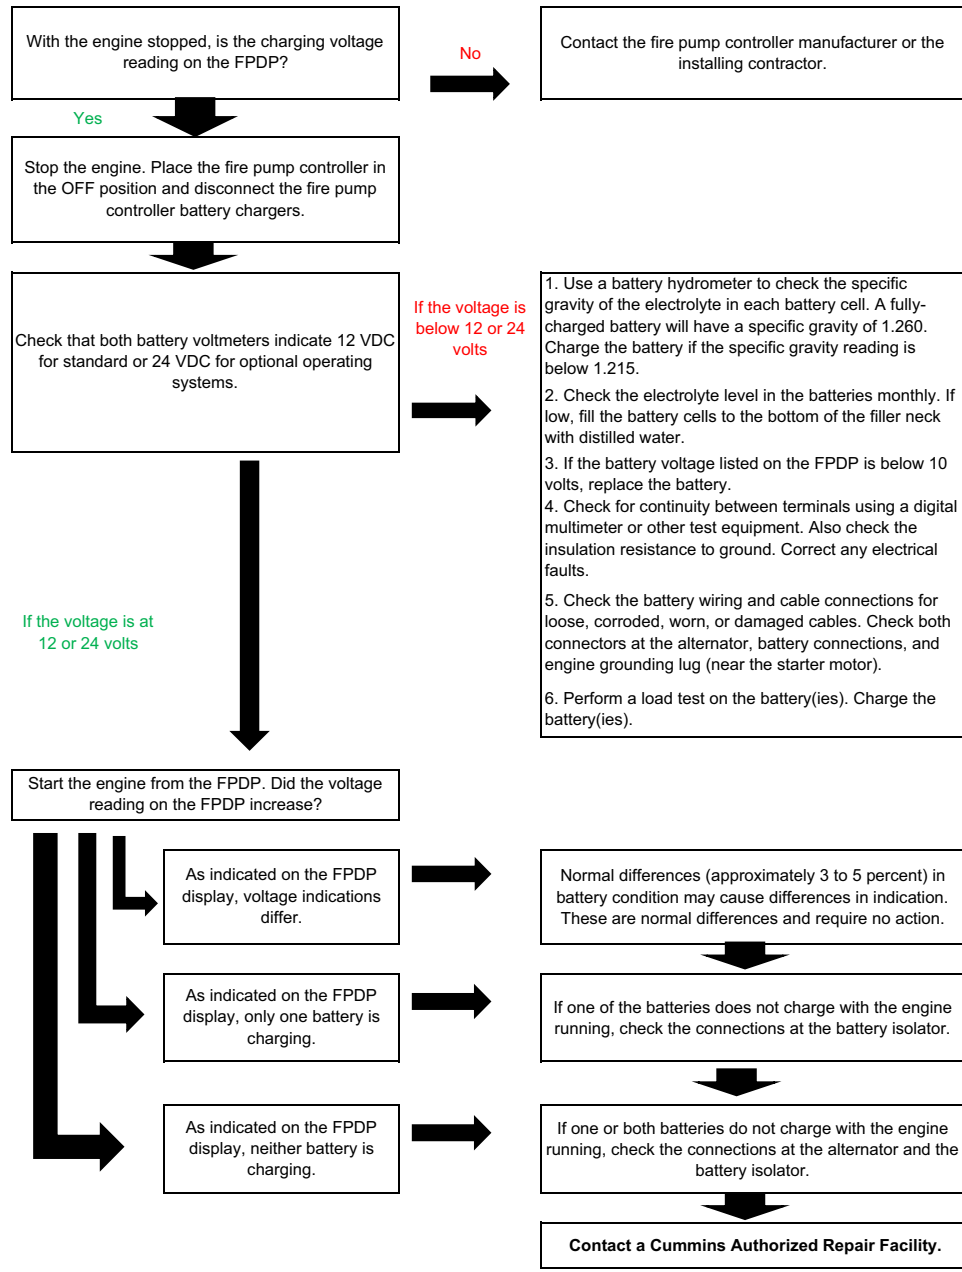 With the engine stopped, is the charging voltage
reading on the FPDP?
No
Contact the fire pump controller manufacturer or the
installing contractor.
Yes
Stop the engine. Place the fire pump controller in
the OFF position and disconnect the fire pump
controller battery chargers.
Check that both battery voltmeters indicate 12 VDC
for standard or 24 VDC for optional operating
systems.
If the voltage is
below 12 or 24
volts
1. Use a battery hydrometer to check the specific
gravity of the electrolyte in each battery cell. A fully-
charged battery will have a specific gravity of 1.260.
Charge the battery if the specific gravity reading is
below 1.215.
2. Check the electrolyte level in the batteries monthly. If
low, fill the battery cells to the bottom of the filler neck
with distilled water.
3. If the battery voltage listed on the FPDP is below 10
volts, replace the battery.
4. Check for continuity between terminals using a digital
multimeter or other test equipment. Also check the
insulation resistance to ground. Correct any electrical
faults.
5. Check the battery wiring and cable connections for
loose, corroded, worn, or damaged cables. Check both
connectors at the alternator, battery connections, and
engine grounding lug (near the starter motor).
6. Perform a load test on the battery(ies). Charge the
battery(ies).
If the voltage is at
12 or 24 volts
Start the engine from the FPDP. Did the voltage
reading on the FPDP increase?
As indicated on the FPDP
display, voltage indications
differ.
Normal differences (approximately 3 to 5 percent) in
battery condition may cause differences in indication.
These are normal differences and require no action.
As indicated on the FPDP
display, only one battery is
charging.
If one of the batteries does not charge with the engine
running, check the connections at the battery isolator.
As indicated on the FPDP
display, neither battery is
charging.
If one or both batteries do not charge with the engine
running, check the connections at the alternator and the
battery isolator.
Contact a Cummins Authorized Repair Facility.